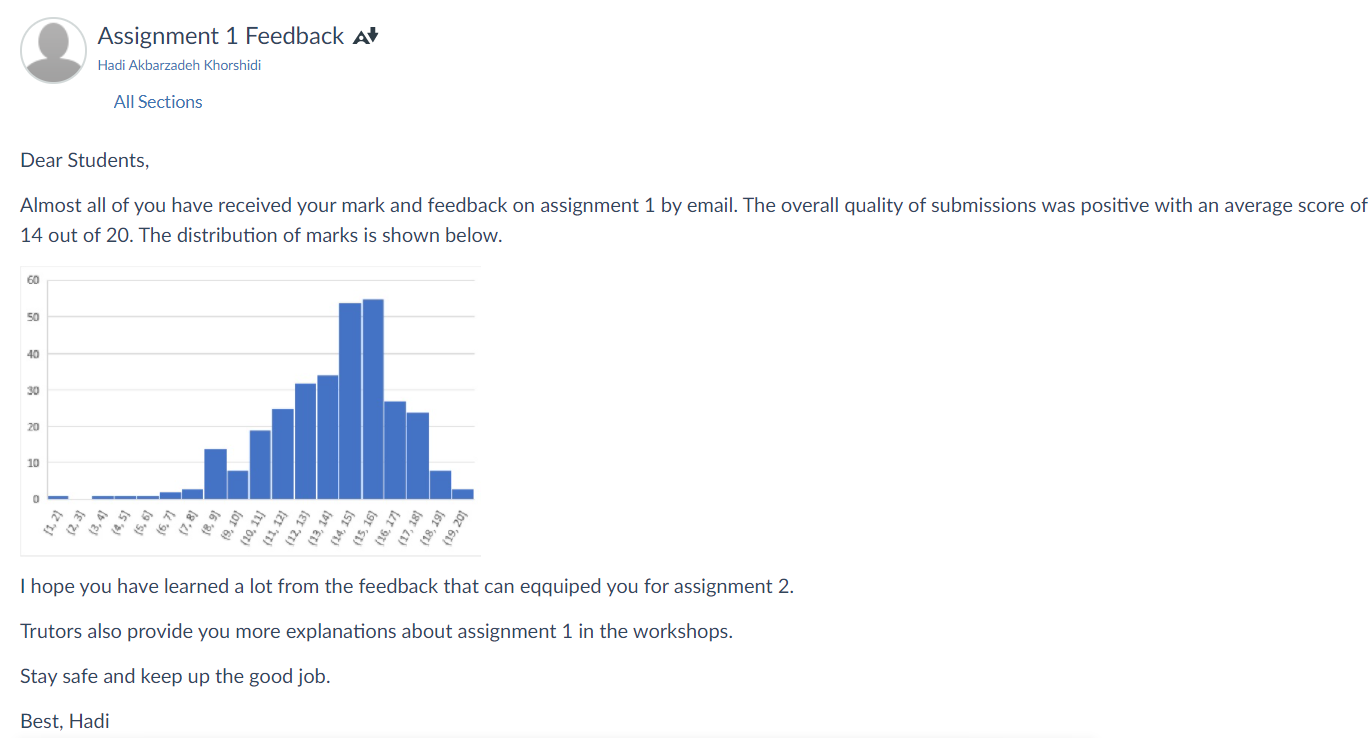 Assignment 1 Feedback
Hadi Akbarzadeh Khorshidi
All Sections
Dear Students,
Almost all of you have received your mark and feedback on assignment 1 by email. The overall quality of submissions was positive with an average score of
14 out of 20. The distribution of marks is shown below.
60
50
40
30
20
10
0
[1, 2] (2, 3] (3, 4] (4, 5] (5, 6] (6, 7] (7, 8] (8, 9] (9, 10] (10, 11] (11, 12] (12, 13] (13, 14] (14, 15] (15, 16] (16, 17] (17, 18] (18, 19] (19, 20]
I hope you have learned a lot from the feedback that can eqquiped you for assignment 2.
Trutors also provide you more explanations about assignment 1 in the workshops.
Stay safe and keep up the good job.
Best, Hadi